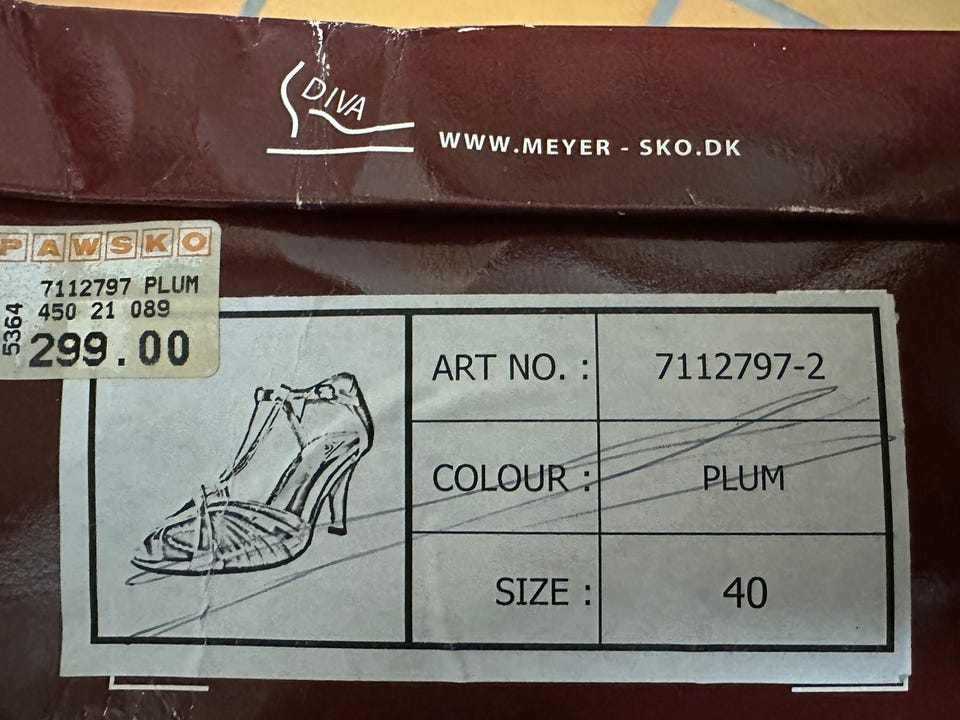 DIVA
WWW.MEYER - SKO.DK
PAWSKO
7112797 PLUM
450 21 089
5364
299.00
ART NO. : 7112797-2
COLOUR : PLUM
SIZE : 40